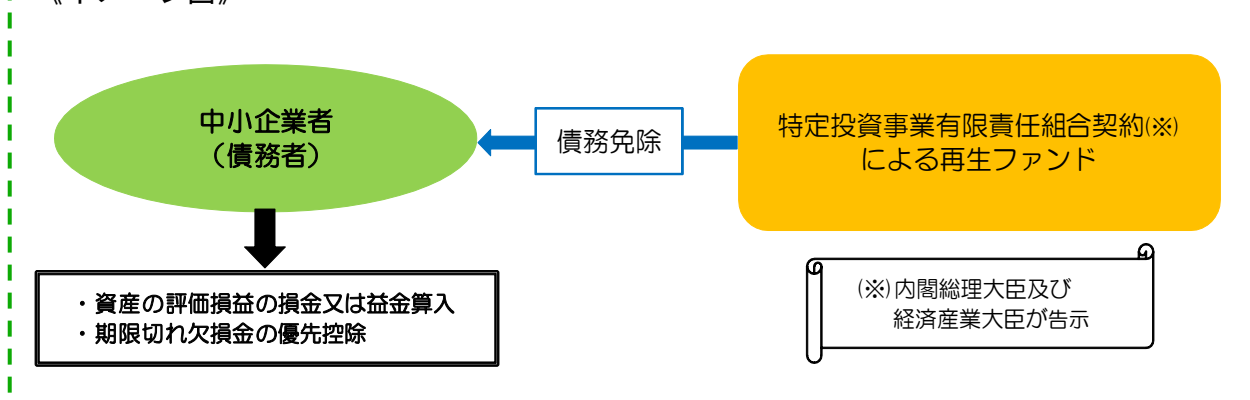 中小企業者
（債務者）
債務免除
特定投資事業有限責任組合契約(※)
による再生ファンド
・資産の評価損益の損金又は益金算入
・期限切れ欠損金の優先控除
(※)内閣総理大臣及び
経済産業大臣が告示